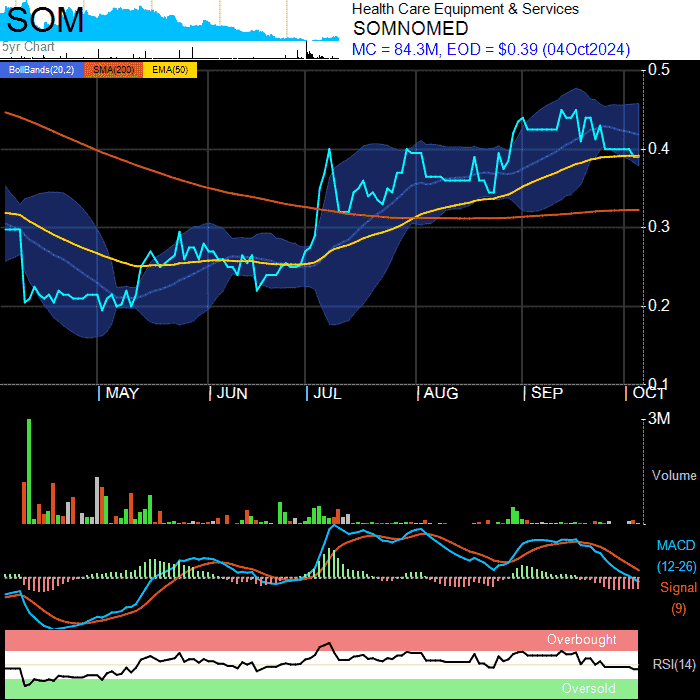 SOM
5yr Chart
Health Care Equipment & Services
SOMNOMED
MC = 84.3M, EOD = $0.39 (04Oct2024)
BollBands(20,2) SMA(200) EMA(50)
0.5
0.4
0.3
0.2
0.1
MAY JUN JUL AUG SEP OCT
3M
Volume
MACD
(12-26)
Signal
(9)
Overbought
RSI(14)
Oversold